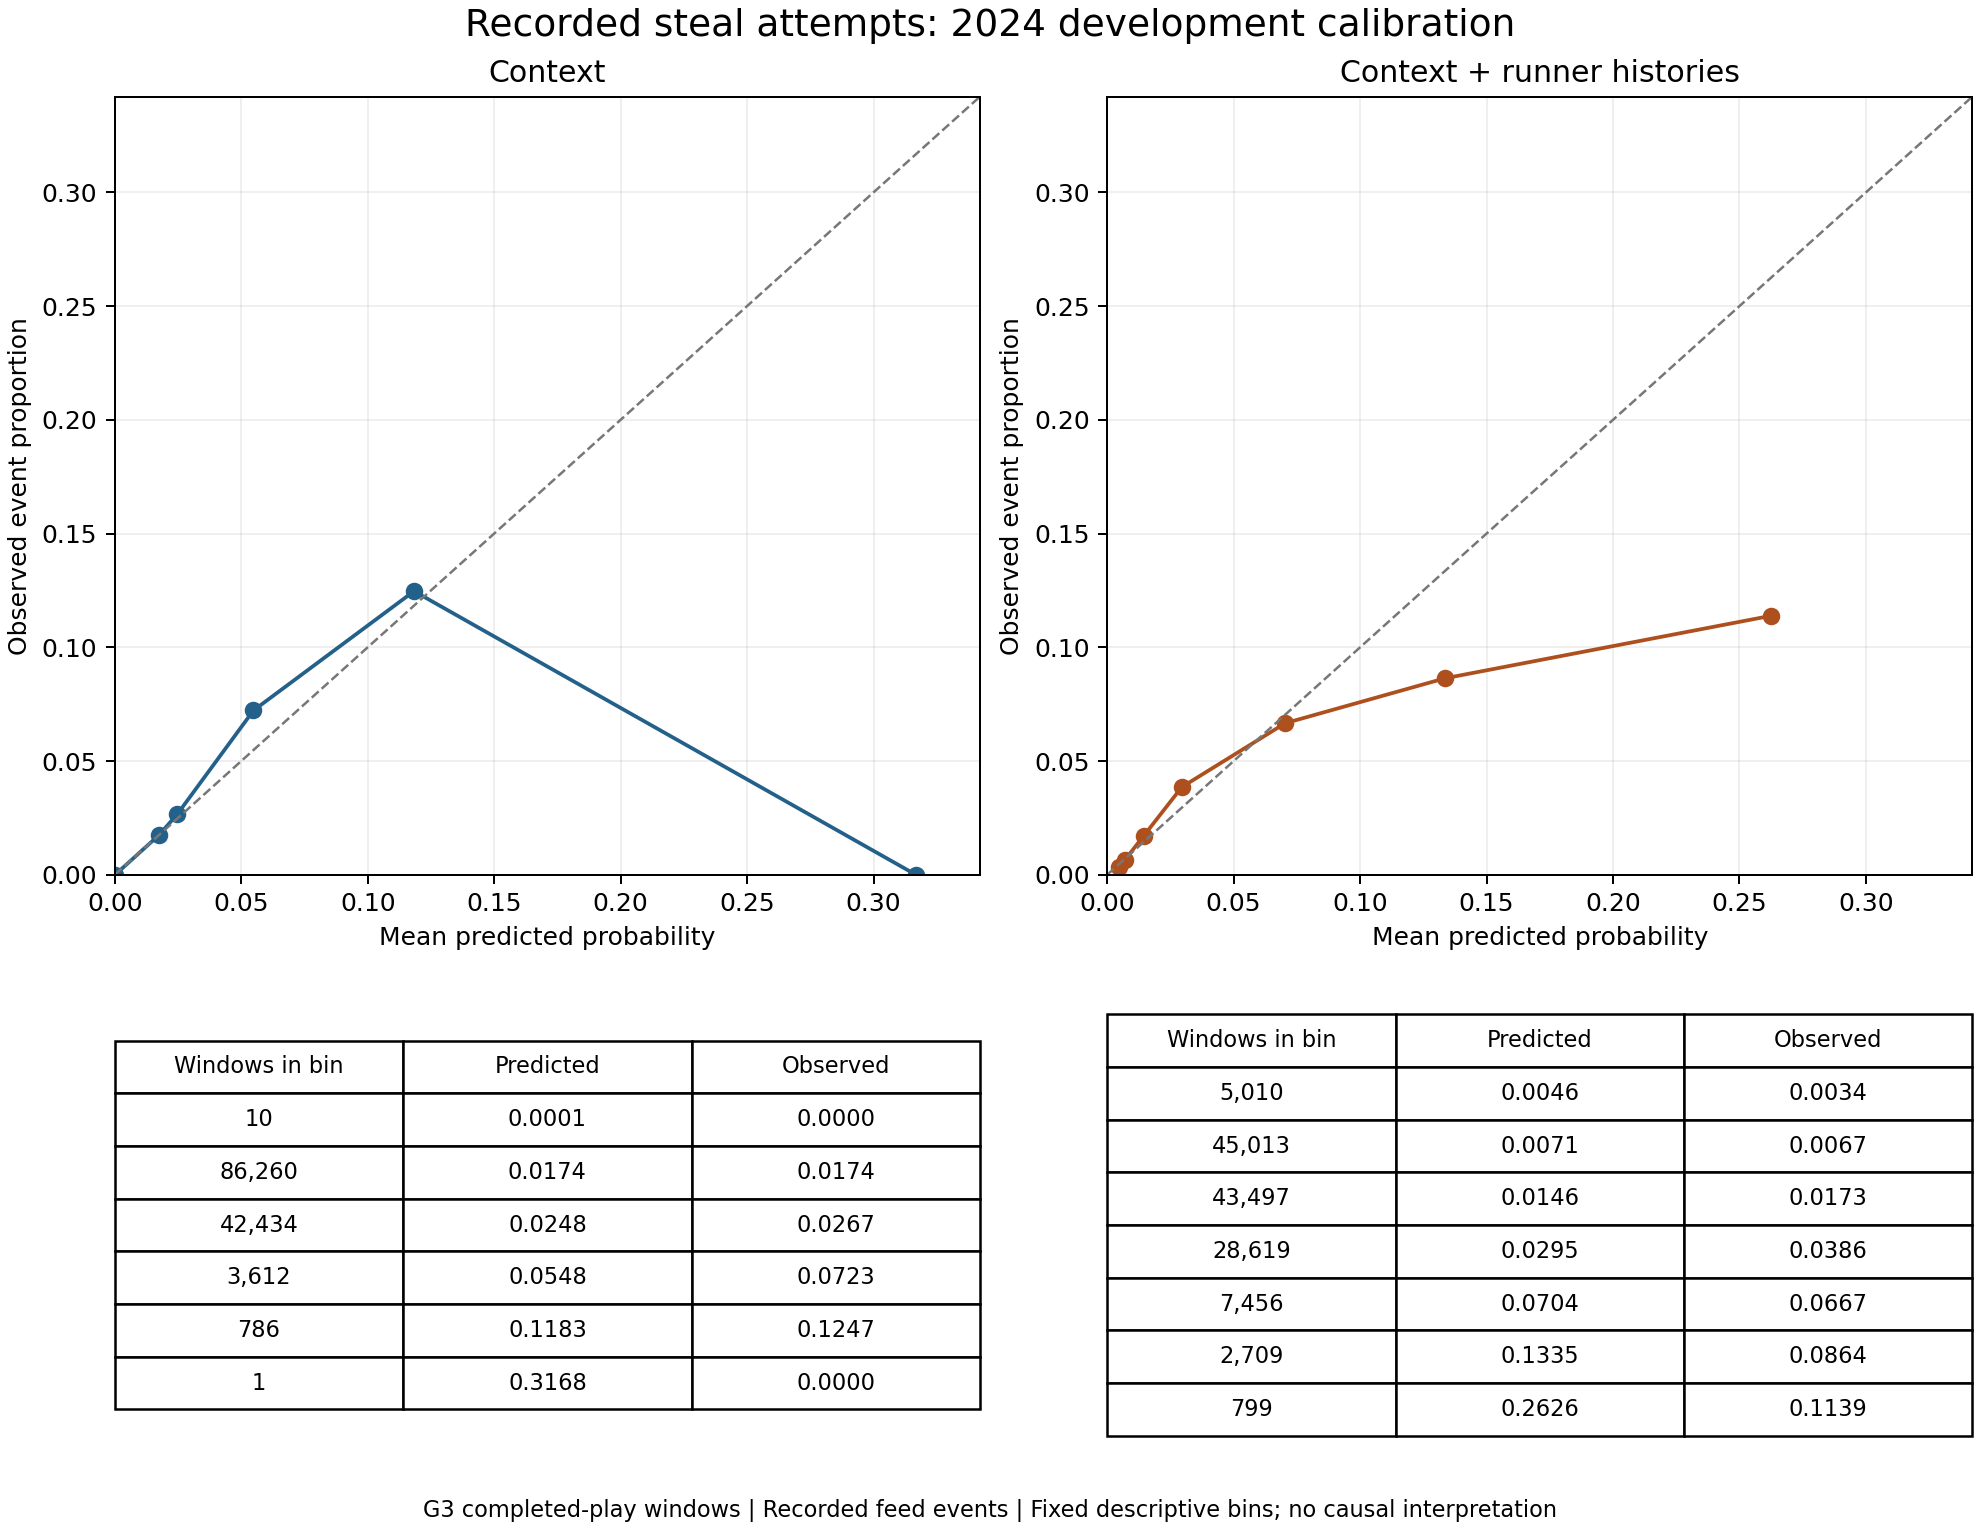 Recorded steal attempts: 2024 development calibration
Context
Observed event proportion
0.30
0.25
0.20
0.15
0.10
0.05
0.00
0.00 0.05 0.10 0.15 0.20 0.25 0.30
Mean predicted probability
Context + runner histories
Observed event proportion
0.30
0.25
0.20
0.15
0.10
0.05
0.00
0.00 0.05 0.10 0.15 0.20 0.25 0.30
Mean predicted probability
Windows in bin Predicted Observed
10 0.0001 0.0000
86,260 0.0174 0.0174
42,434 0.0248 0.0267
3,612 0.0548 0.0723
786 0.1183 0.1247
1 0.3168 0.0000
Windows in bin Predicted Observed
5,010 0.0046 0.0034
45,013 0.0071 0.0067
43,497 0.0146 0.0173
28,619 0.0295 0.0386
7,456 0.0704 0.0667
2,709 0.1335 0.0864
799 0.2626 0.1139
G3 completed-play windows | Recorded feed events | Fixed descriptive bins; no causal interpretation